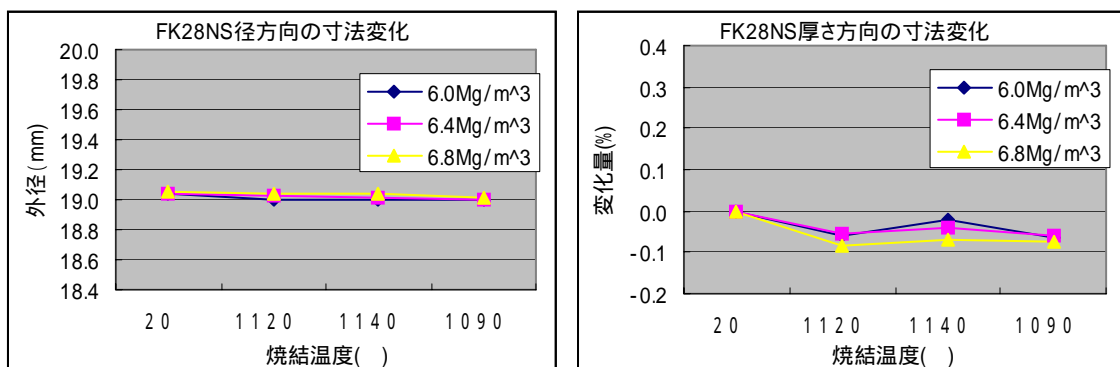 FK28NS径方向の寸法変化
20.0
19.8
19.6
19.4
19.2
19.0
18.8
18.6
18.4
外径(mm)
6.0Mg/m^3
6.4Mg/m^3
6.8Mg/m^3
20 1120 1140 1090
焼結温度( )
FK28NS厚さ方向の寸法変化
0.4
0.3
0.2
0.1
0.0
-0.1
-0.2
変化量(%)
6.0Mg/m^3
6.4Mg/m^3
6.8Mg/m^3
20 1120 1140 1090
焼結温度( )